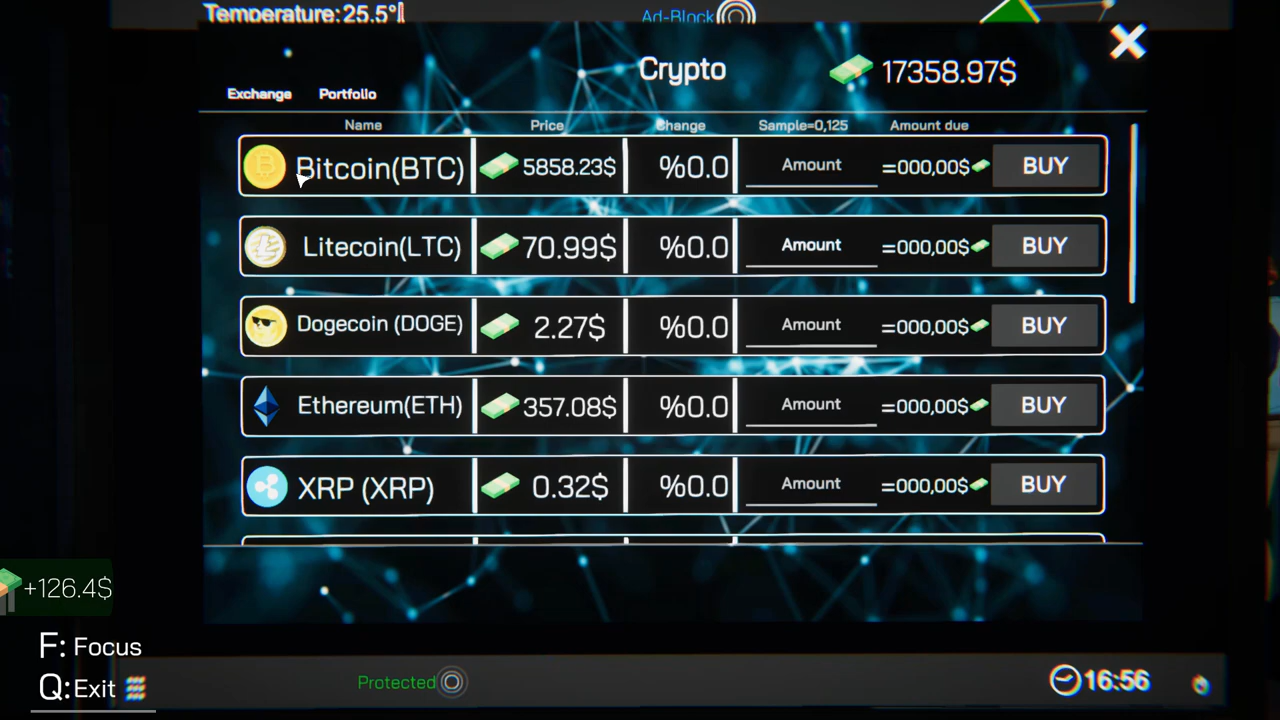 Temperature: 25.5°
Ad-Block
Crypto
17358.97$
Exchange Portfolio
Name Price Change Sample=0,125 Amount due
Bitcoin(BTC) 5858.23$ %0.0 Amount =000,00$ BUY
Litecoin(LTC) 70.99$ %0.0 Amount =000,00$ BUY
Dogecoin (DOGE) 2.27$ %0.0 Amount =000,00$ BUY
Ethereum(ETH) 357.08$ %0.0 Amount =000,00$ BUY
XRP (XRP) 0.32$ %0.0 Amount =000,00$ BUY
+126.4$
F: Focus
Q: Exit
Protected
16:56